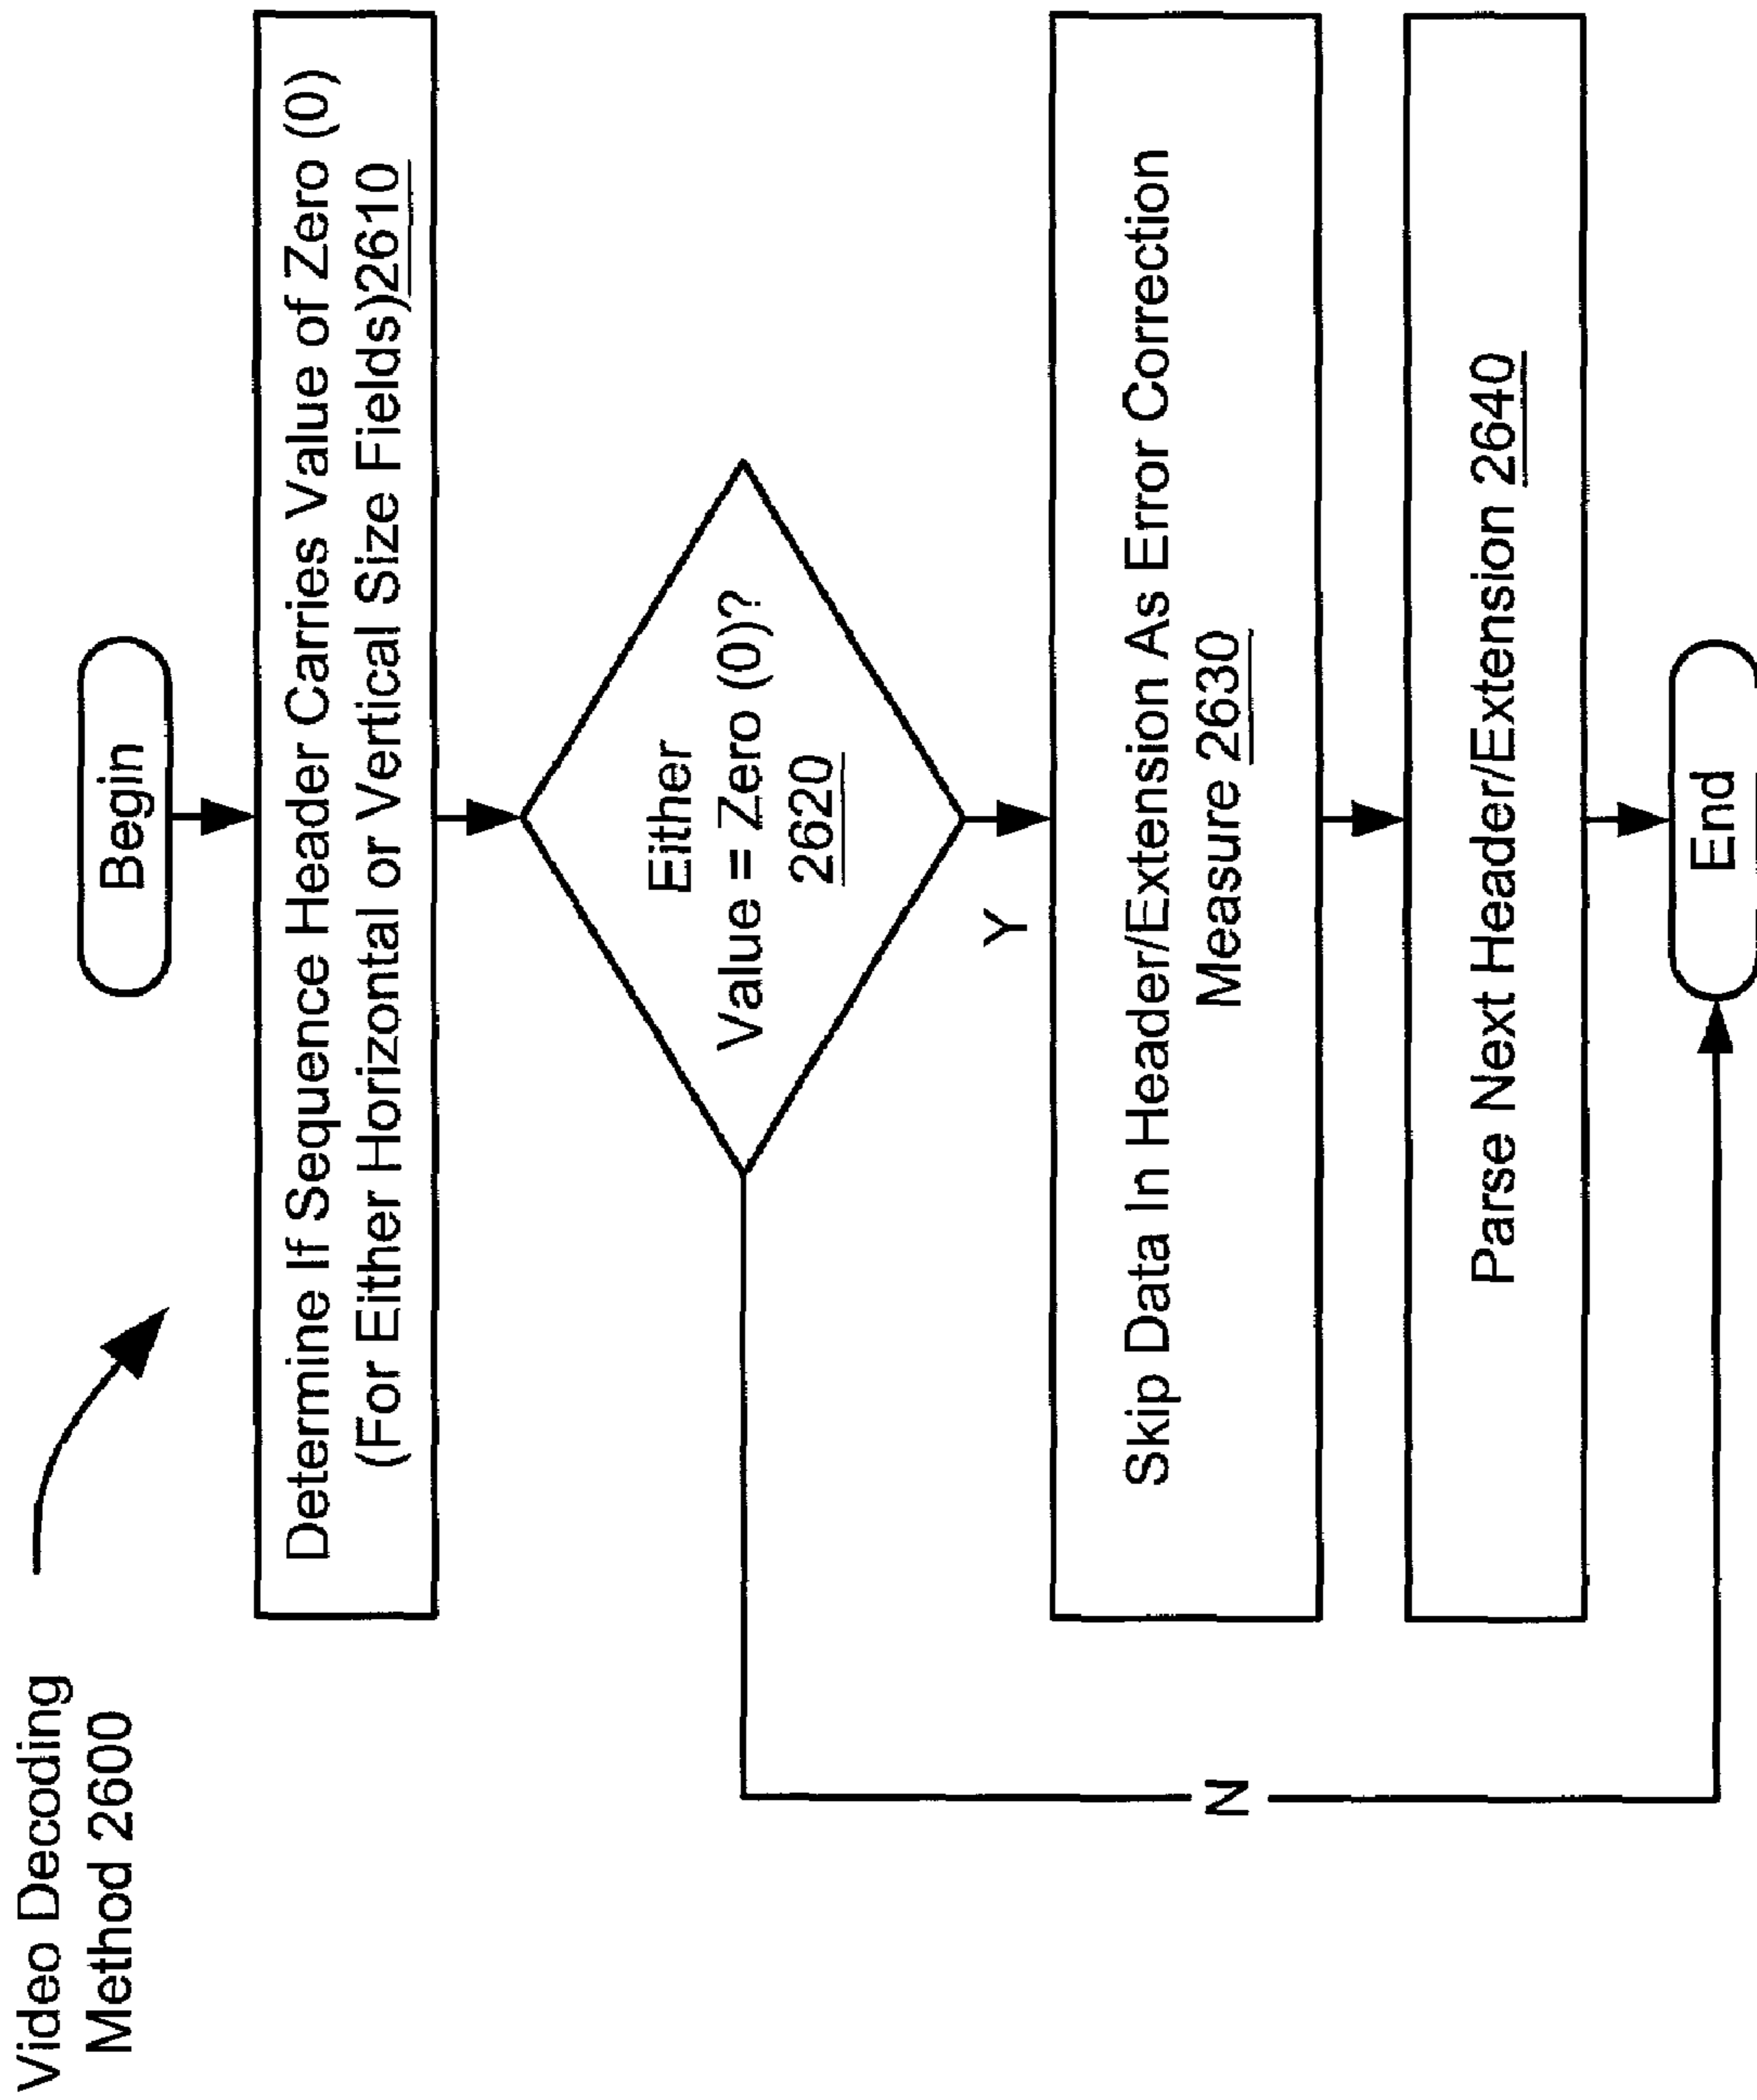 Video Decoding
Method 2600
Begin
Determine If Sequence Header Carries Value of Zero (0)
(For Either Horizontal or Vertical Size Fields)2610
Either
Value = Zero (0)?
2620
Y
N
Skip Data In Header/Extension As Error Correction
Measure 2630
Parse Next Header/Extension 2640
End